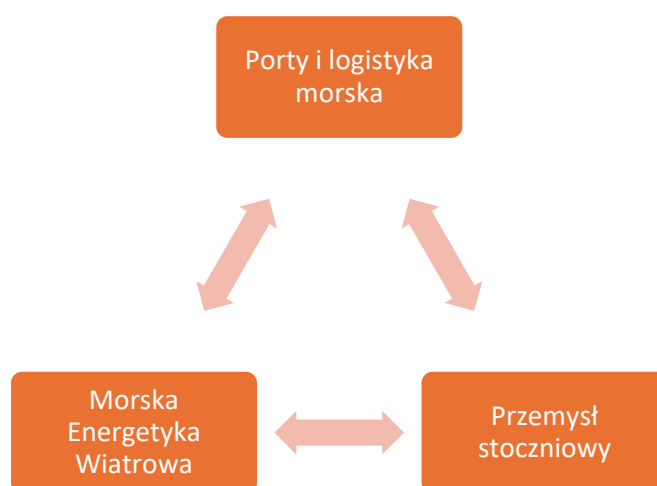 Porty i logistyka
morska
Morska
Energetyka
Wiatrowa
Przemysł
stoczniowy